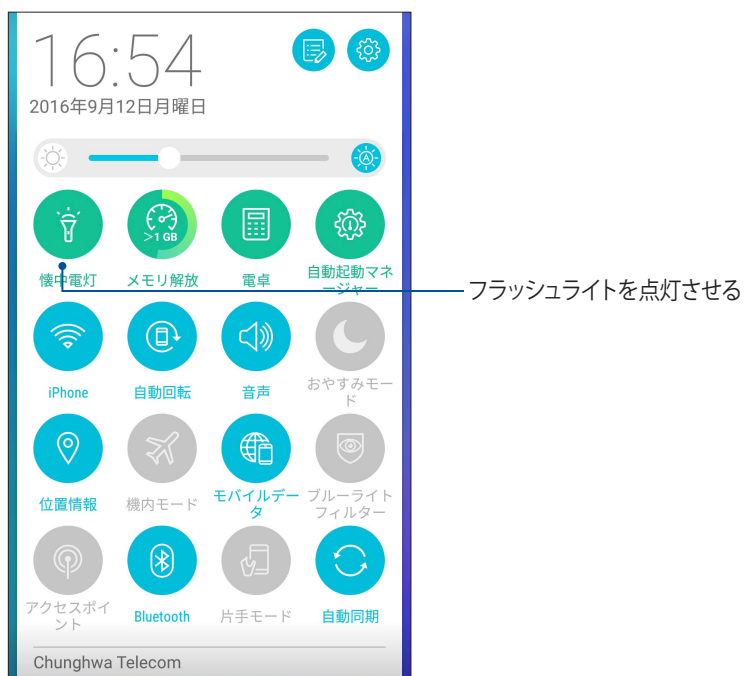 16:54
2016年9月12日月曜日
A
>1 GB
懐中電灯
メモリ解放
電卓
自動起動マネ
ージャー
フラッシュライトを点灯させる
iPhone
自動回転
音声
おやすみモー
ド
位置情報
機内モード
モバイルデー
タ
ブルーライト
フィルター
アクセスポイ
ント
Bluetooth
片手モード
自動同期
Chunghwa Telecom